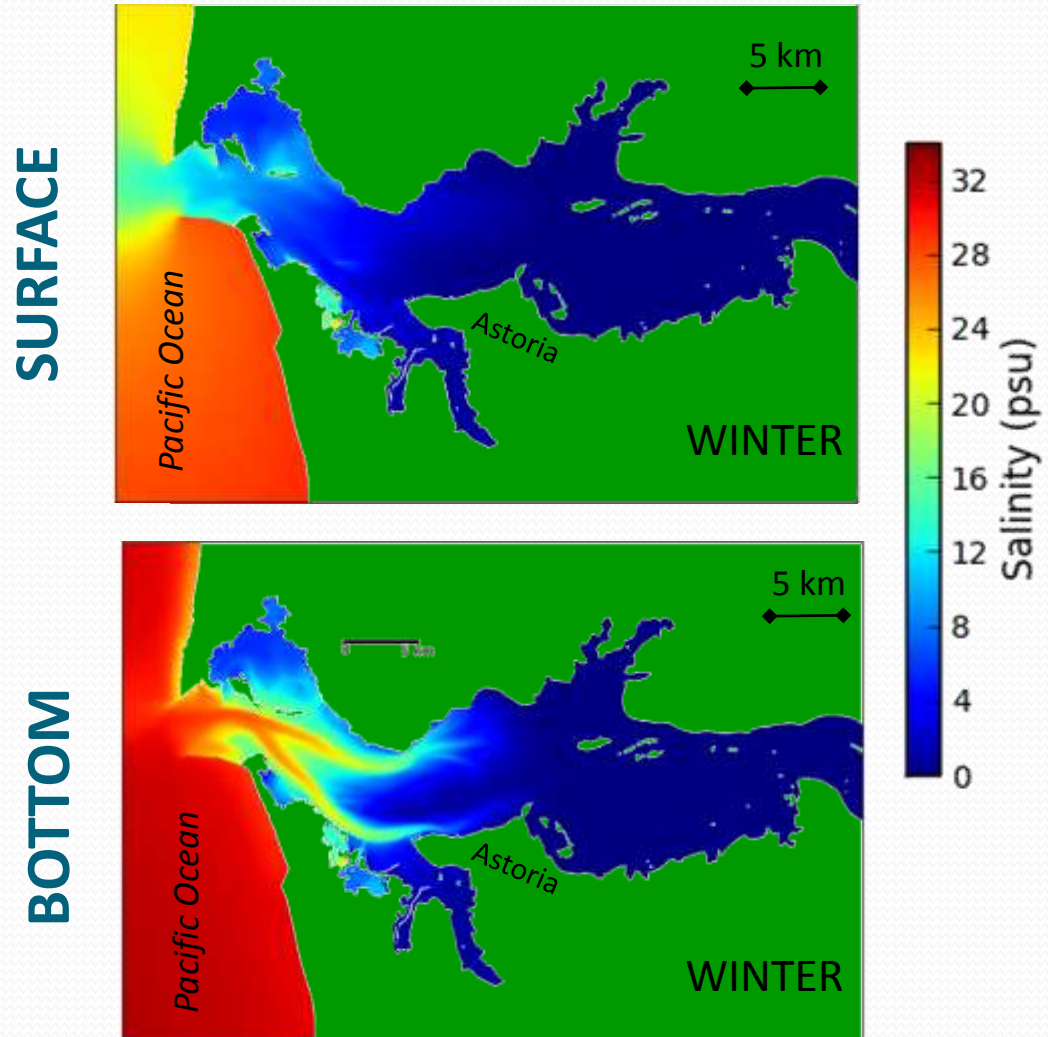 SURFACE
5 km
Pacific Ocean
Astoria
WINTER
32
28
24
20
16
12
8
4
0
Salinity (psu)
BOTTOM
5 km
Pacific Ocean
Astoria
WINTER